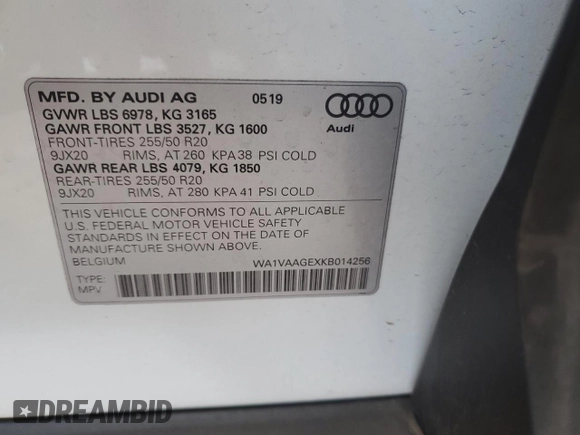 MFD. BY AUDI AG 0519
GVWR LBS 6978, KG 3165
GAWR FRONT LBS 3527, KG 1600
FRONT-TIRES 255/50 R20
9JX20 RIMS, AT 260 KPA 38 PSI COLD
GAWR REAR LBS 4079, KG 1850
REAR-TIRES 255/50 R20
9JX20 RIMS, AT 280 KPA 41 PSI COLD
Audi
THIS VEHICLE CONFORMS TO ALL APPLICABLE
U.S. FEDERAL MOTOR VEHICLE SAFETY
STANDARDS IN EFFECT ON THE DATE OF
MANUFACTURE SHOWN ABOVE.
BELGIUM WA1VAAGEXKB014256
TYPE:
MPV
DREAMBID